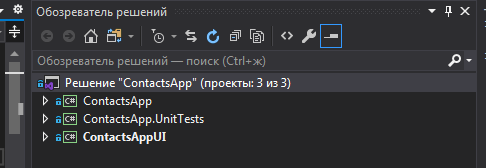 Обозреватель решений
Обозреватель решений — поиск (Ctrl+ж)
Решение "ContactsApp" (проекты: 3 из 3)
C# ContactsApp
C# ContactsApp.UnitTests
C# ContactsAppUI